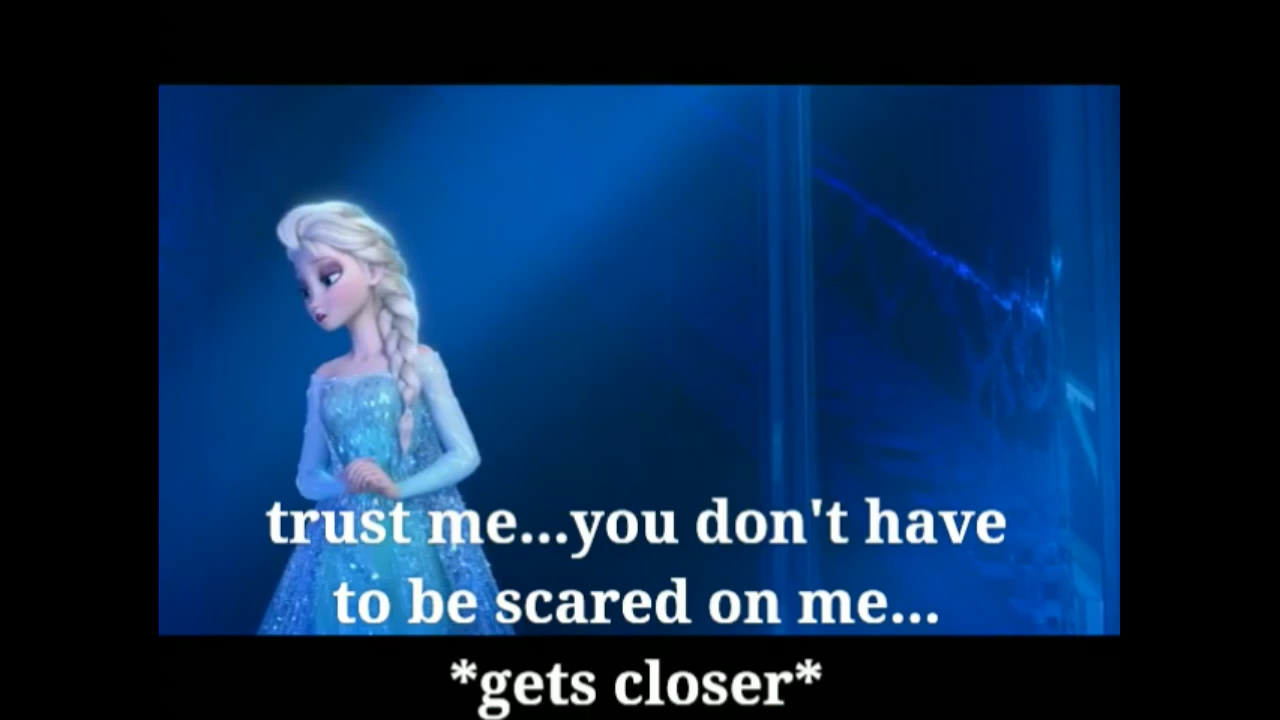 trust me...you don't have
to be scared on me...
*gets closer*